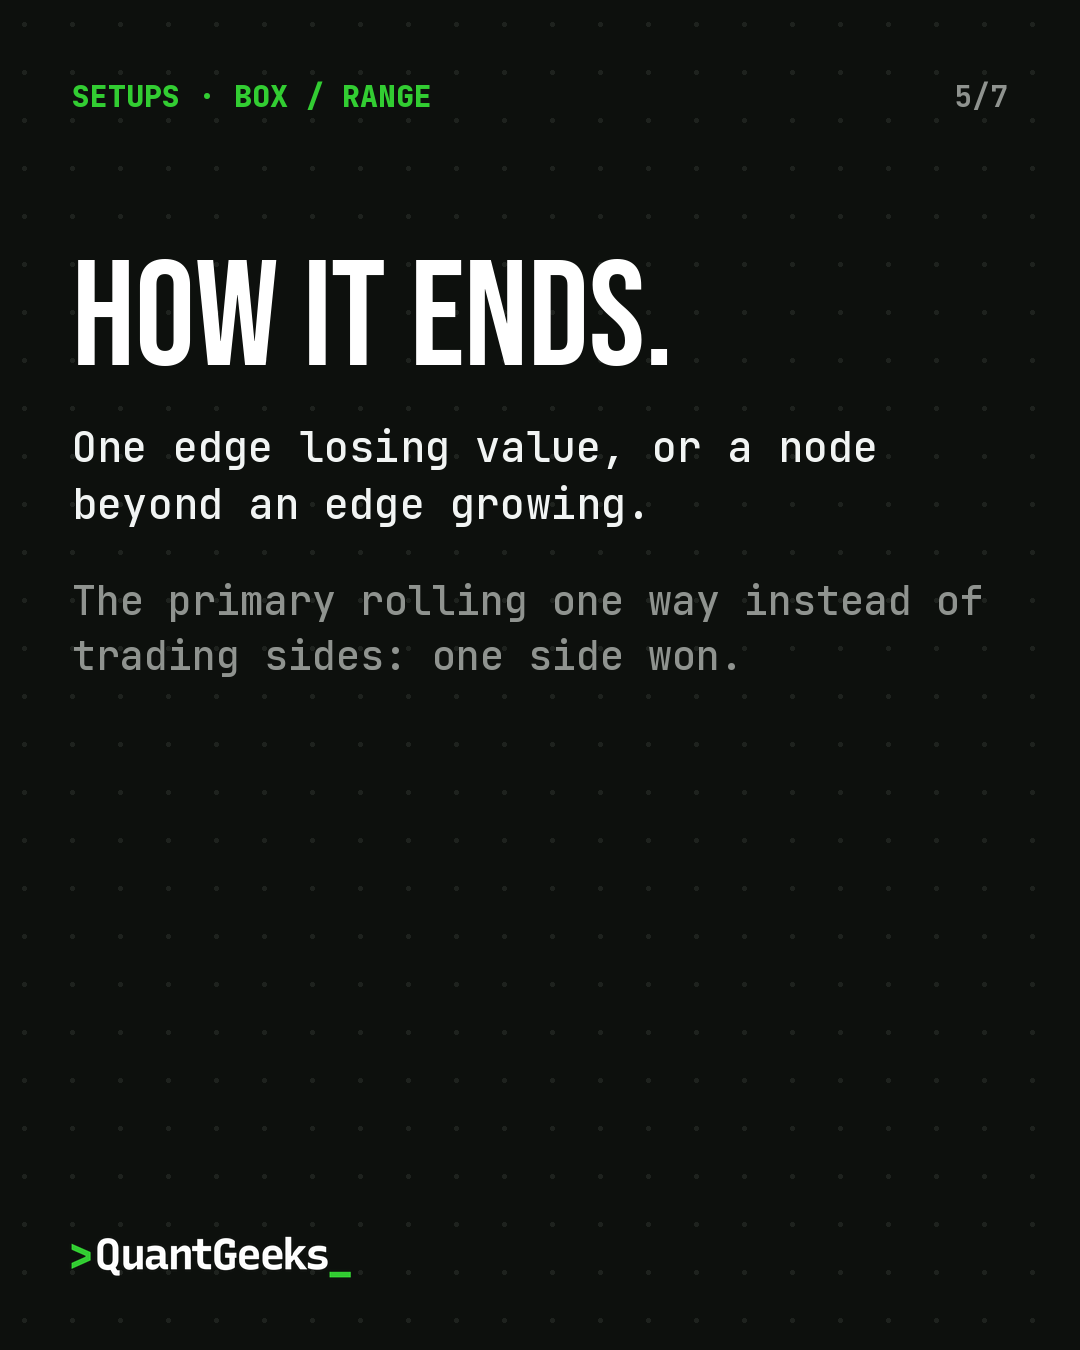 SETUPS · BOX / RANGE
5/7
HOW IT ENDS.
One edge losing value, or a node
beyond an edge growing.
The primary rolling one way instead of
trading sides: one side won.
>QuantGeeks_